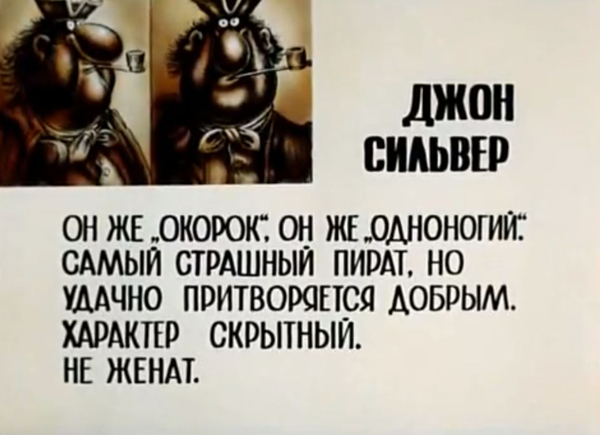 ДЖОН
СИЛЬВЕР
ОН ЖЕ „ОКОРОК“, ОН ЖЕ „ОДНОНОГИЙ“.
САМЫЙ СТРАШНЫЙ ПИРАТ, НО
УДАЧНО ПРИТВОРЯЕТСЯ ДОБРЫМ.
ХАРАКТЕР СКРЫТНЫЙ.
НЕ ЖЕНАТ.